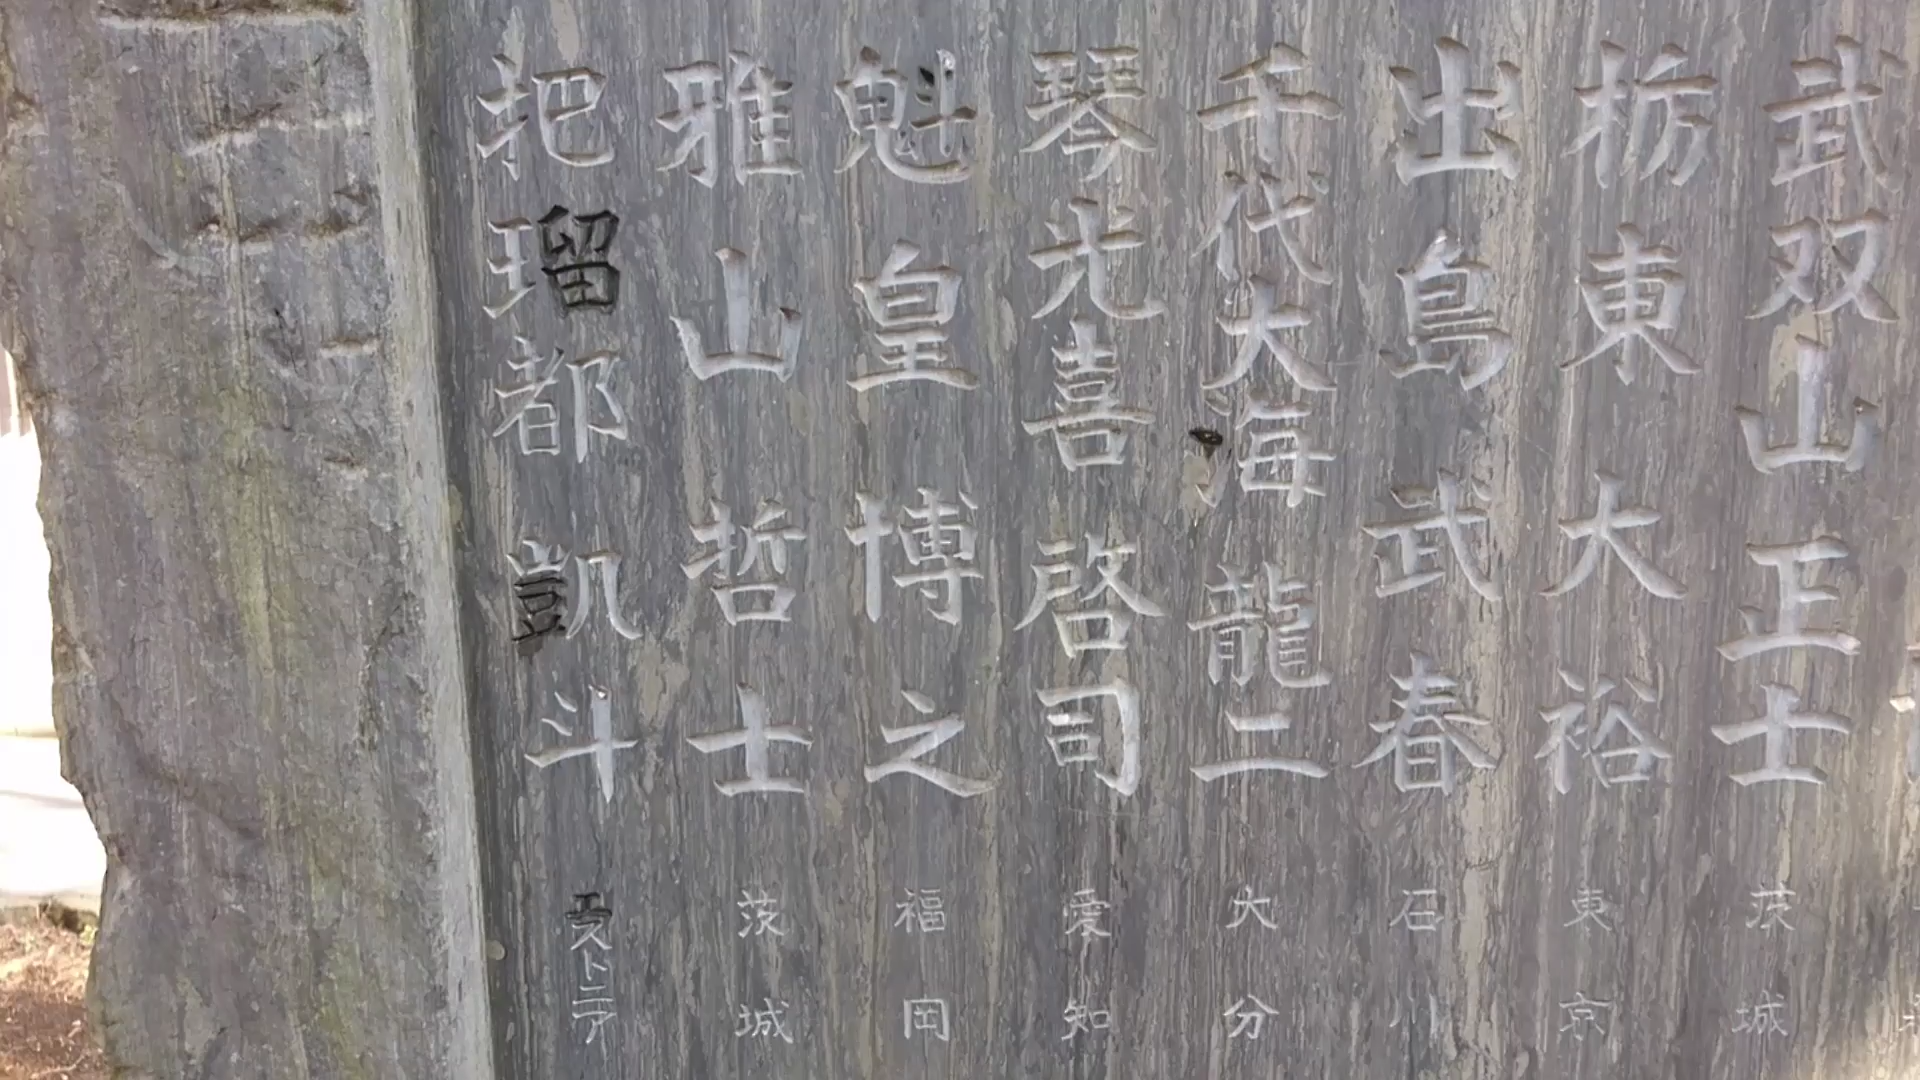 武双山正士 茨城
栃東大裕 東京
出島武春 石川
千代大海龍二 大分
琴光喜啓司 愛知
魁皇博之 福岡
雅山哲士 茨城
把瑠都凱斗 エストニア